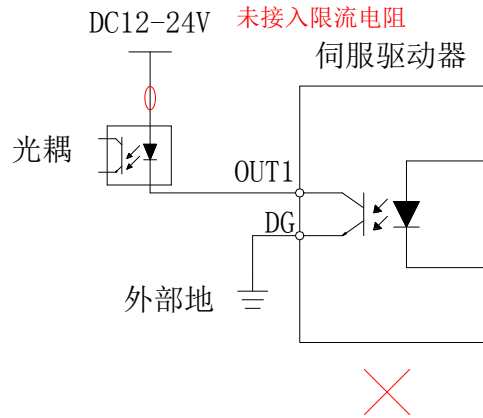 DC12-24V
未接入限流电阻
伺服驱动器
光耦
OUT1
DG
外部地